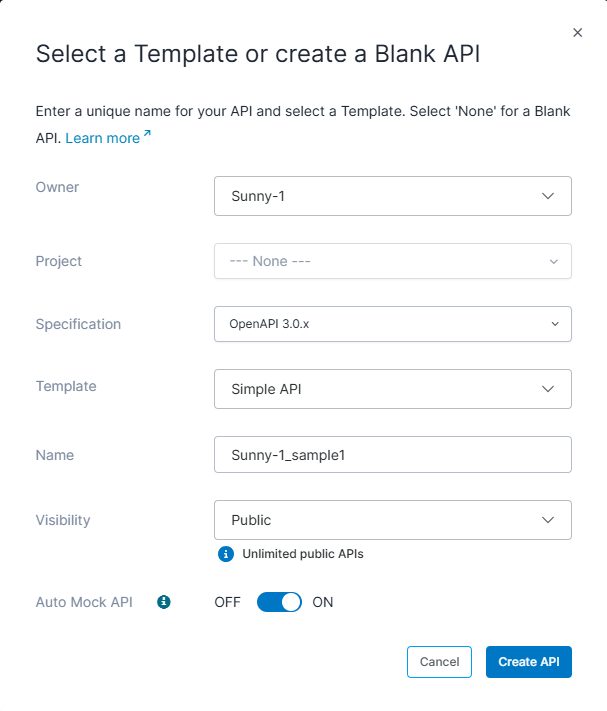 Select a Template or create a Blank API
Enter a unique name for your API and select a Template. Select 'None' for a Blank
API. Learn more
Owner
Sunny-1
Project
--- None ---
Specification
OpenAPI 3.0.x
Template
Simple API
Name
Sunny-1_sample1
Visibility
Public
Unlimited public APIs
Auto Mock API
OFF
ON
Cancel
Create API